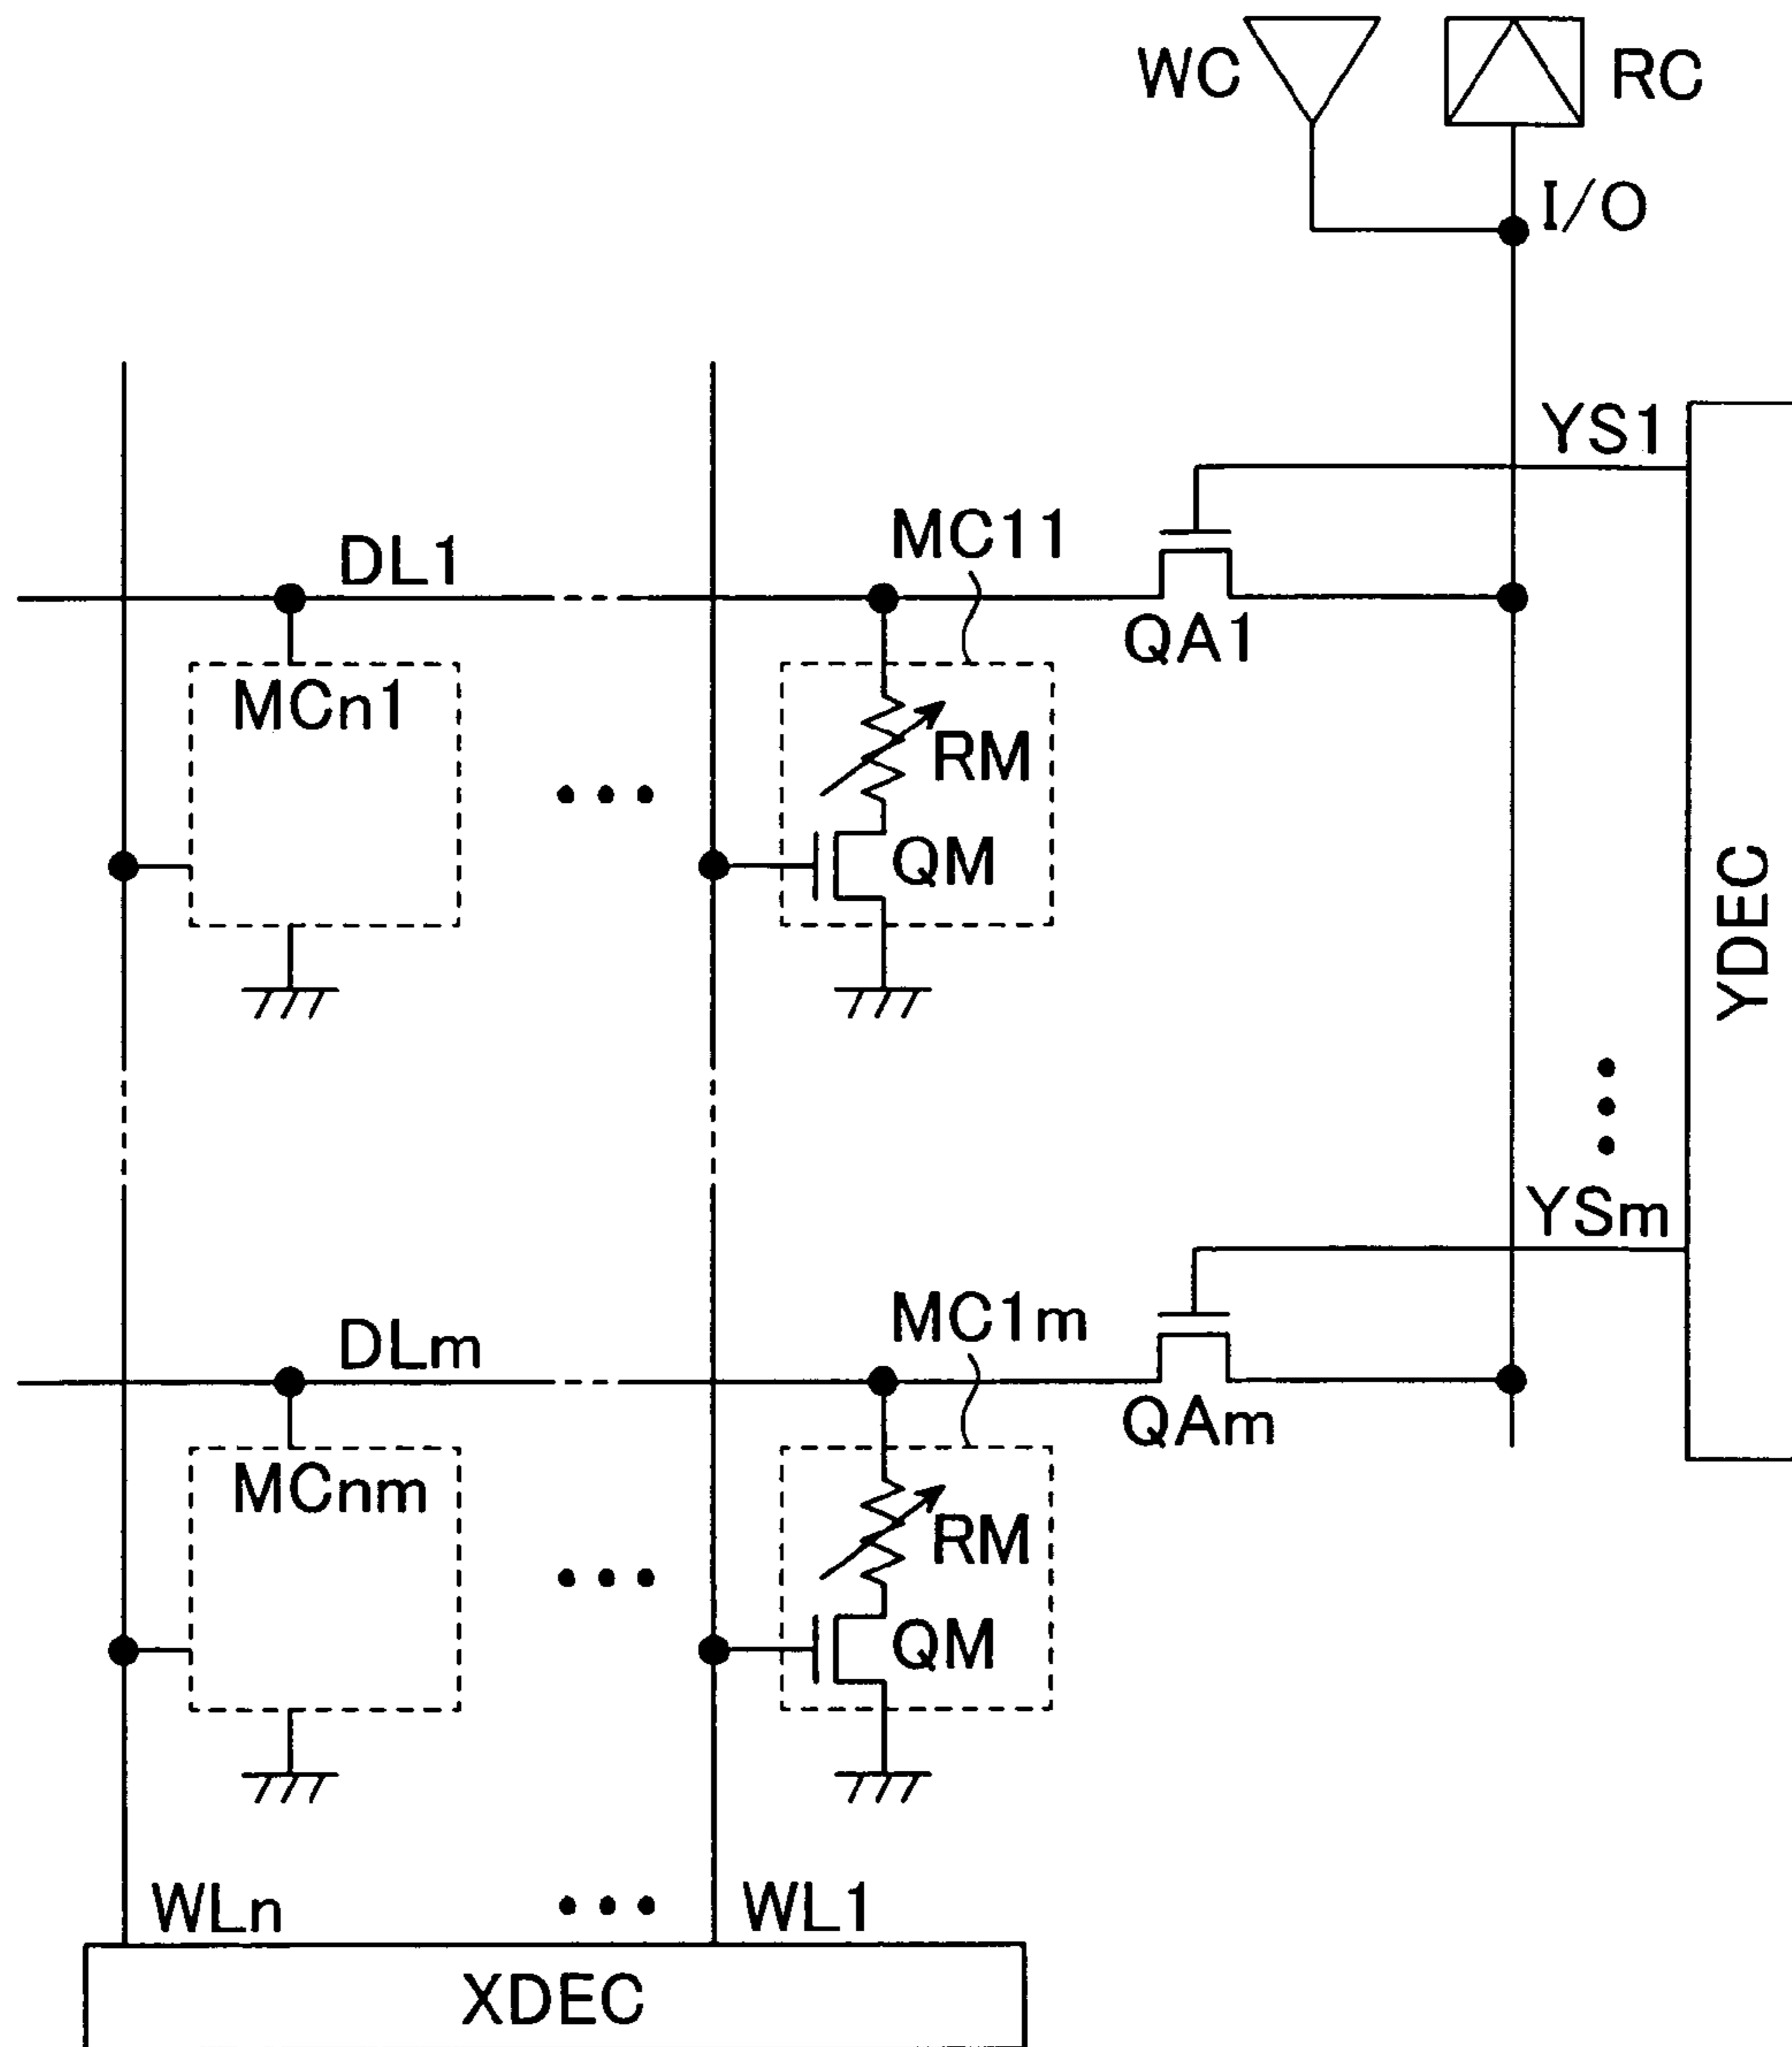 WC
RC
I/O
YS1
MC11
DL1
QA1
MCn1
RM
QM
YDEC
YSm
MC1m
DLm
QAm
MCnm
RM
QM
WLn
WL1
XDEC